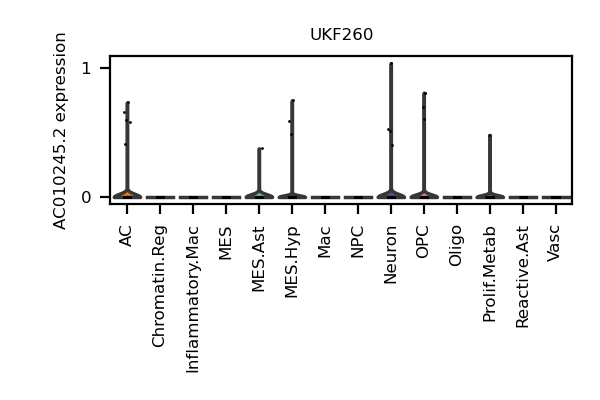 UKF260
AC010245.2 expression
1
0
AC
Chromatin.Reg
Inflammatory.Mac
MES
MES.Ast
MES.Hyp
Mac
NPC
Neuron
OPC
Oligo
Prolif.Metab
Reactive.Ast
Vasc